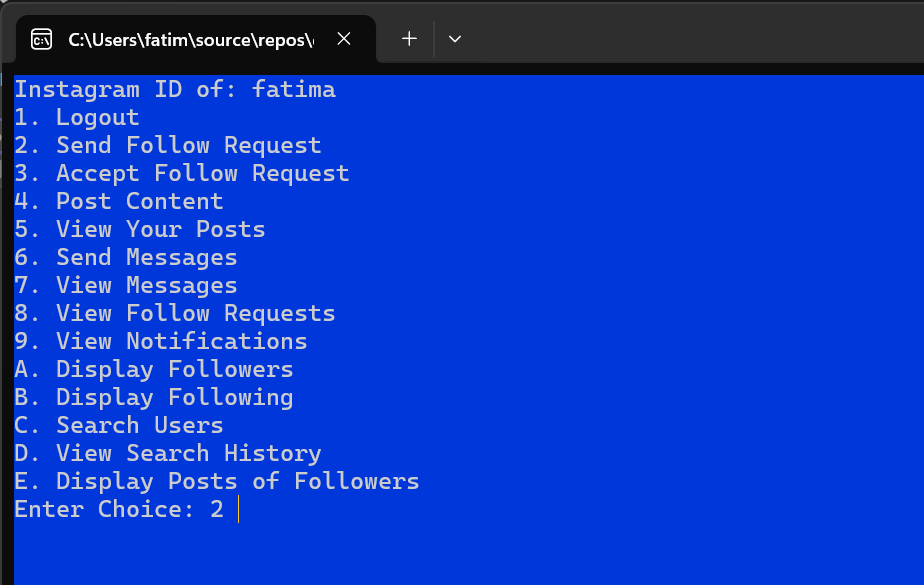 C:\Users\fatim\source\repos\
Instagram ID of: fatima
1. Logout
2. Send Follow Request
3. Accept Follow Request
4. Post Content
5. View Your Posts
6. Send Messages
7. View Messages
8. View Follow Requests
9. View Notifications
A. Display Followers
B. Display Following
C. Search Users
D. View Search History
E. Display Posts of Followers
Enter Choice: 2